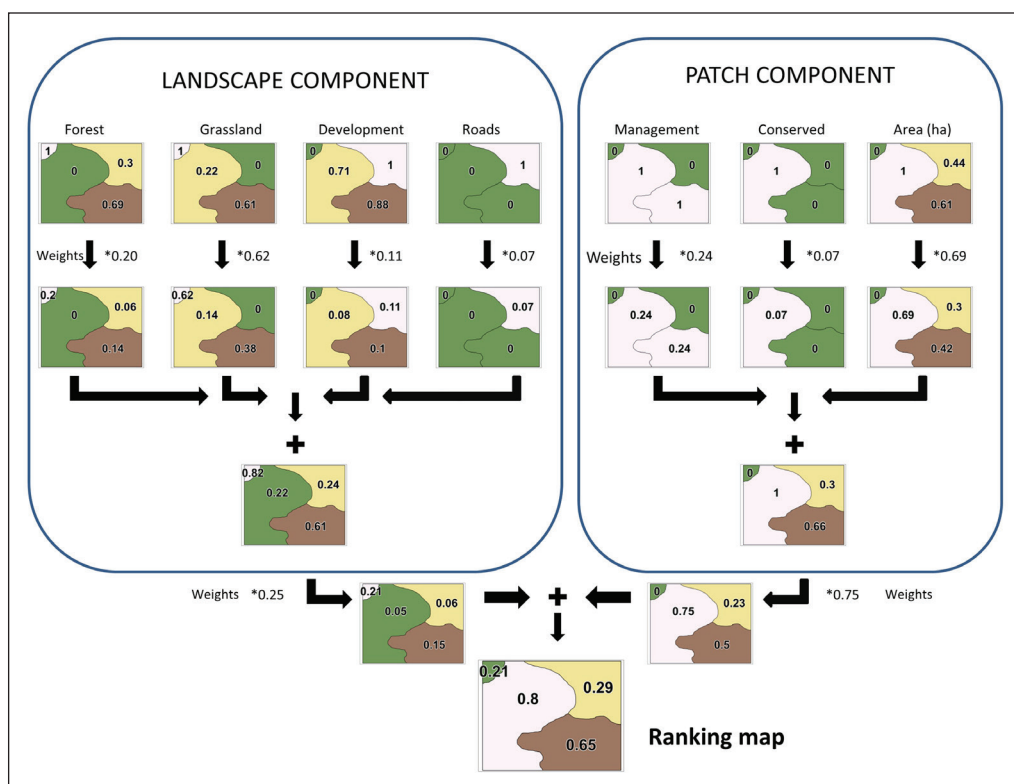 LANDSCAPE COMPONENT
PATCH COMPONENT
Forest Grassland Development Roads Management Conserved Area (ha)
1 0 0.3 0.69
1 0.22 0 0.61
0 0.71 1 0.88
0 0 1 0
0 1 0 1
0 1 0 0
0 1 0.44 0.61
Weights *0.20 *0.62 *0.11 *0.07
Weights *0.24 *0.07 *0.69
0.2 0 0.06 0.14
0.62 0.14 0 0.38
0 0.08 0.11 0.1
0 0 0.07 0
0 0.24 0 0.24
0 0.07 0 0
0 0.69 0.3 0.42
+
+
0.82 0.22 0.24 0.61
0 1 0.3 0.66
Weights *0.25
*0.75 Weights
0.21 0.05 0.06 0.15
+
0 0.75 0.23 0.5
0.21 0.8 0.29 0.65
Ranking map